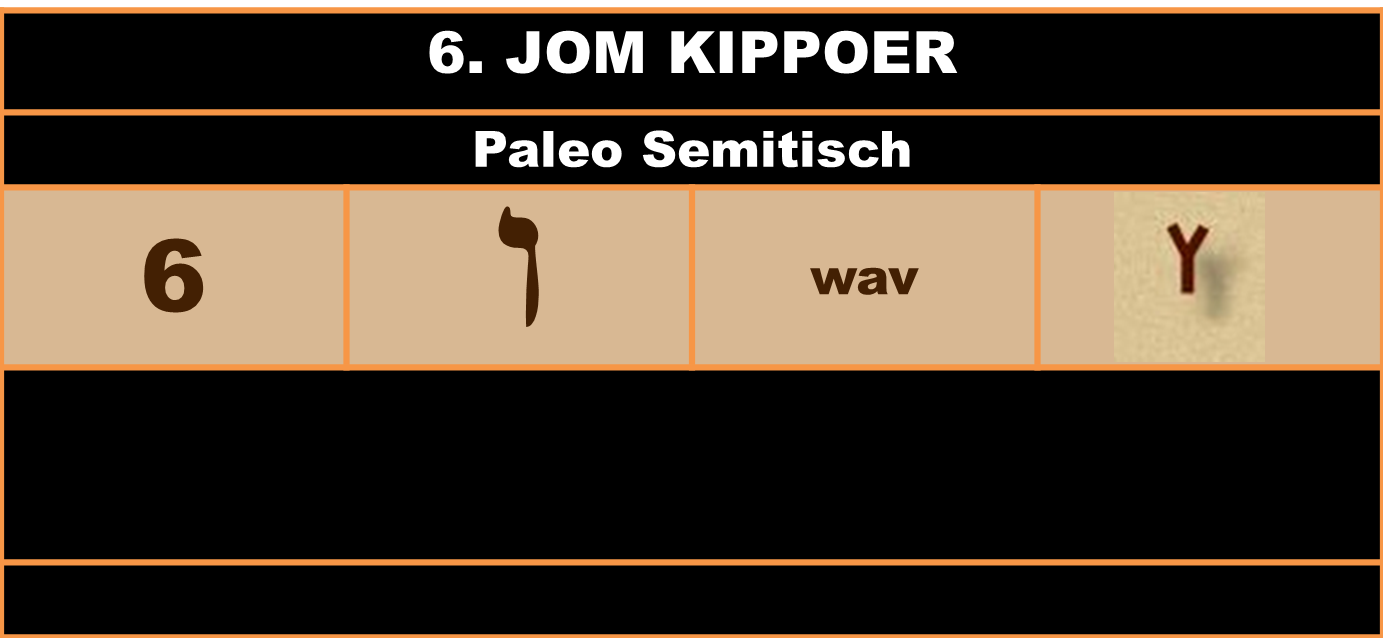 6. JOM KIPPOER
Paleo Semitisch
6 ו wav Y